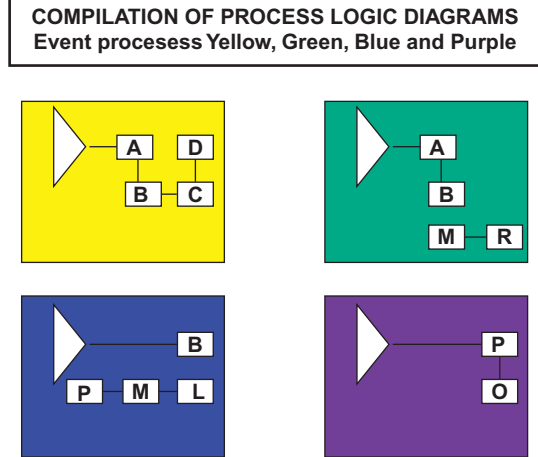 COMPILATION OF PROCESS LOGIC DIAGRAMS
Event procesess Yellow, Green, Blue and Purple
A D
B C
A
B
M R
B
P M L
P
O